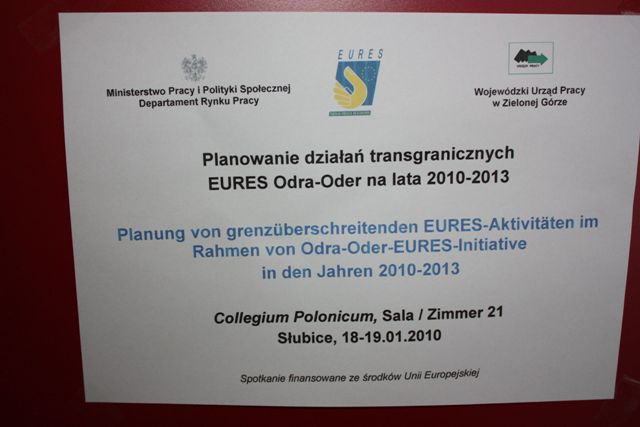 EURES
URZĄD PRACY
Ministerstwo Pracy i Polityki Społecznej
Departament Rynku Pracy
Wojewódzki Urząd Pracy
w Zielonej Górze
Planowanie działań transgranicznych
EURES Odra-Oder na lata 2010-2013
Planung von grenzüberschreitenden EURES-Aktivitäten im
Rahmen von Odra-Oder-EURES-Initiative
in den Jahren 2010-2013
Collegium Polonicum, Sala / Zimmer 21
Słubice, 18-19.01.2010
Spotkanie finansowane ze środków Unii Europejskiej